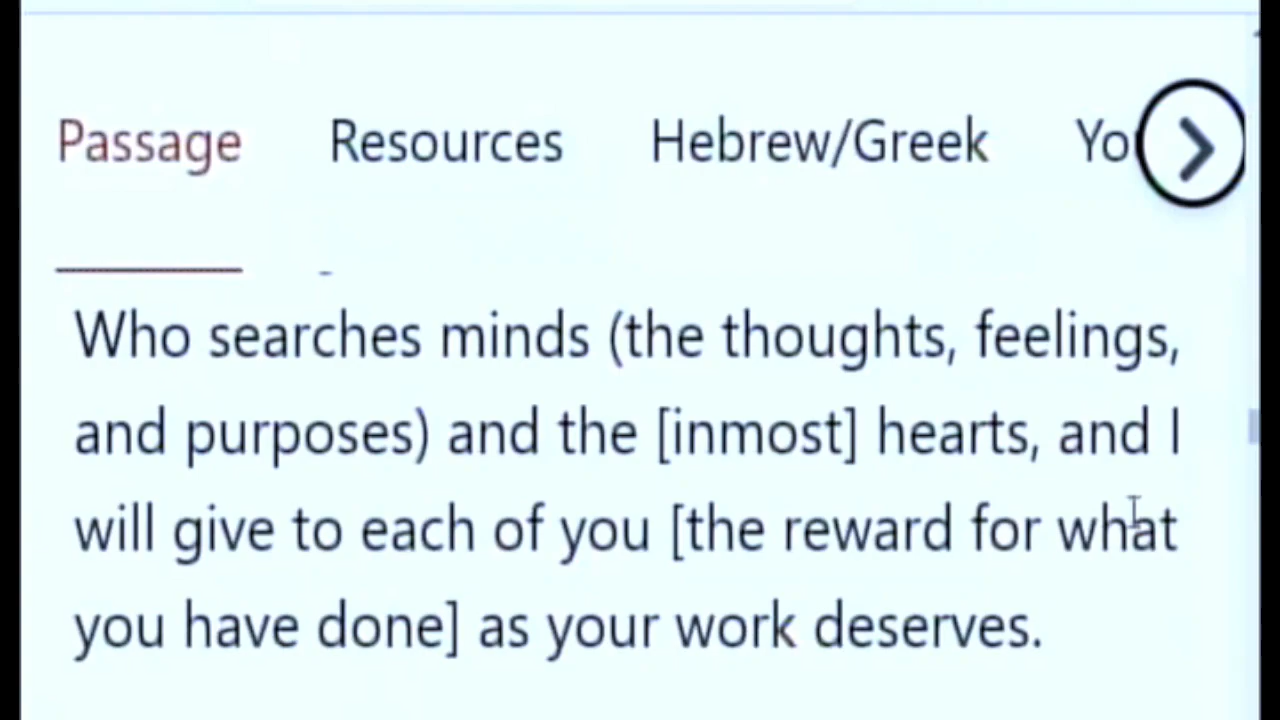 Passage Resources Hebrew/Greek
Who searches minds (the thoughts, feelings,
and purposes) and the [inmost] hearts, and I
will give to each of you [the reward for what
you have done] as your work deserves.